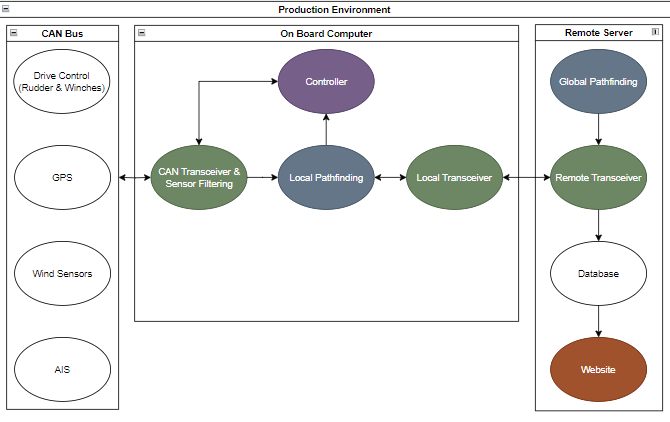 Production Environment
CAN Bus
Drive Control
(Rudder & Winches)
GPS
Wind Sensors
AIS
On Board Computer
Controller
CAN Transceiver &
Sensor Filtering
Local Pathfinding
Local Transceiver
Remote Server
Global Pathfinding
Remote Transceiver
Database
Website